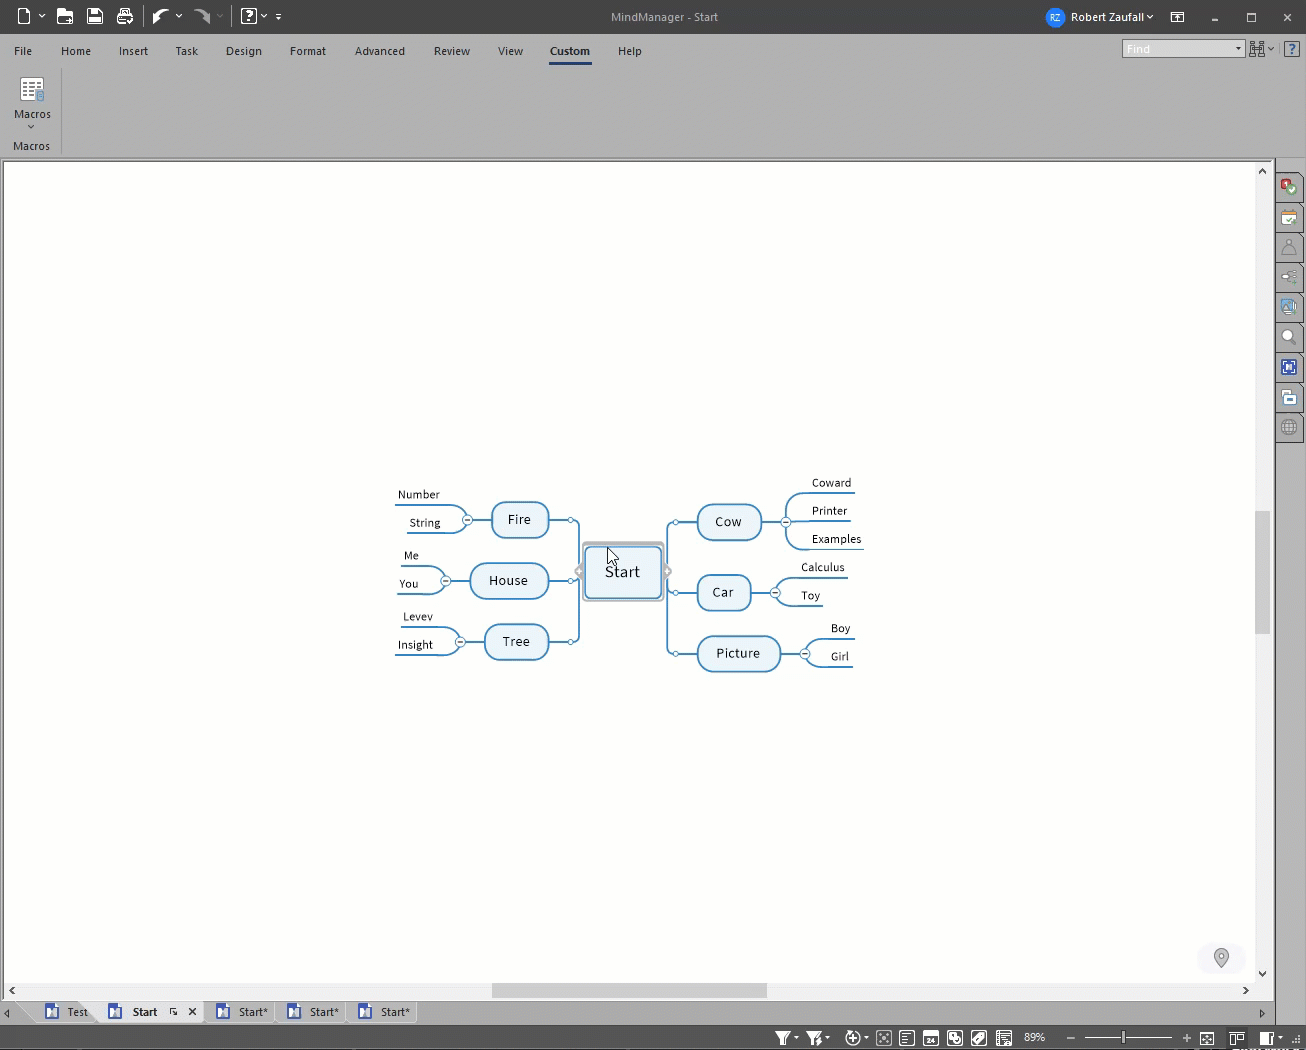 MindManager - Start
RZ Robert Zaufall
File Home Insert Task Design Format Advanced Review View Custom Help
Find
Macros
Macros
Number
String
Fire
Me
You
House
Levev
Insight
Tree
Start
Cow
Coward
Printer
Examples
Car
Calculus
Toy
Picture
Boy
Girl
Test Start Start* Start* Start*
24 89%